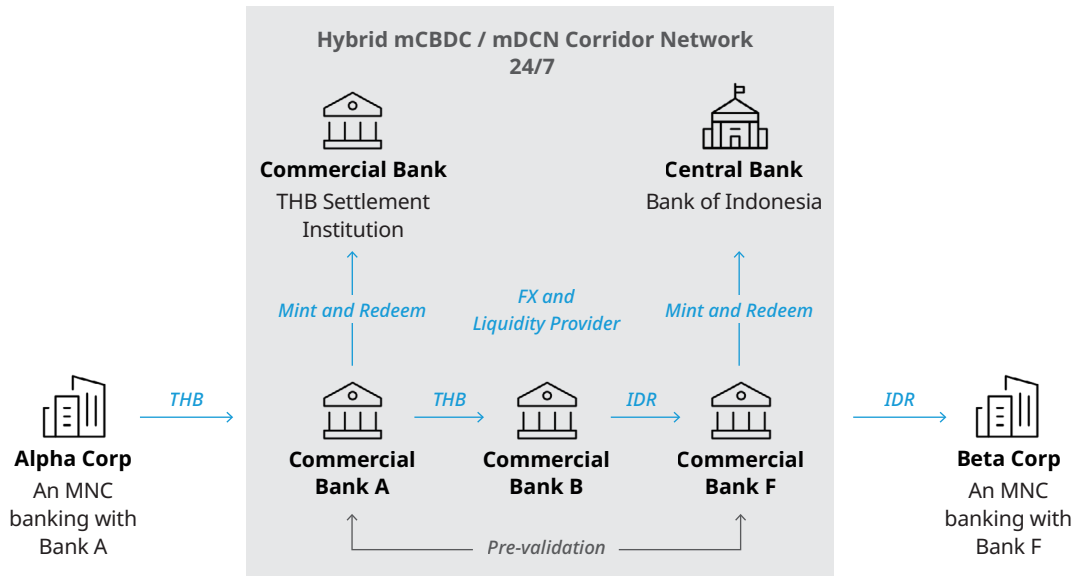 Hybrid mCBDC / mDCN Corridor Network
24/7
Commercial Bank
THB Settlement
Institution
Central Bank
Bank of Indonesia
Mint and Redeem
FX and
Liquidity Provider
Mint and Redeem
THB
THB
IDR
IDR
Alpha Corp
An MNC
banking with
Bank A
Commercial
Bank A
Commercial
Bank B
Commercial
Bank F
Beta Corp
An MNC
banking with
Bank F
Pre-validation